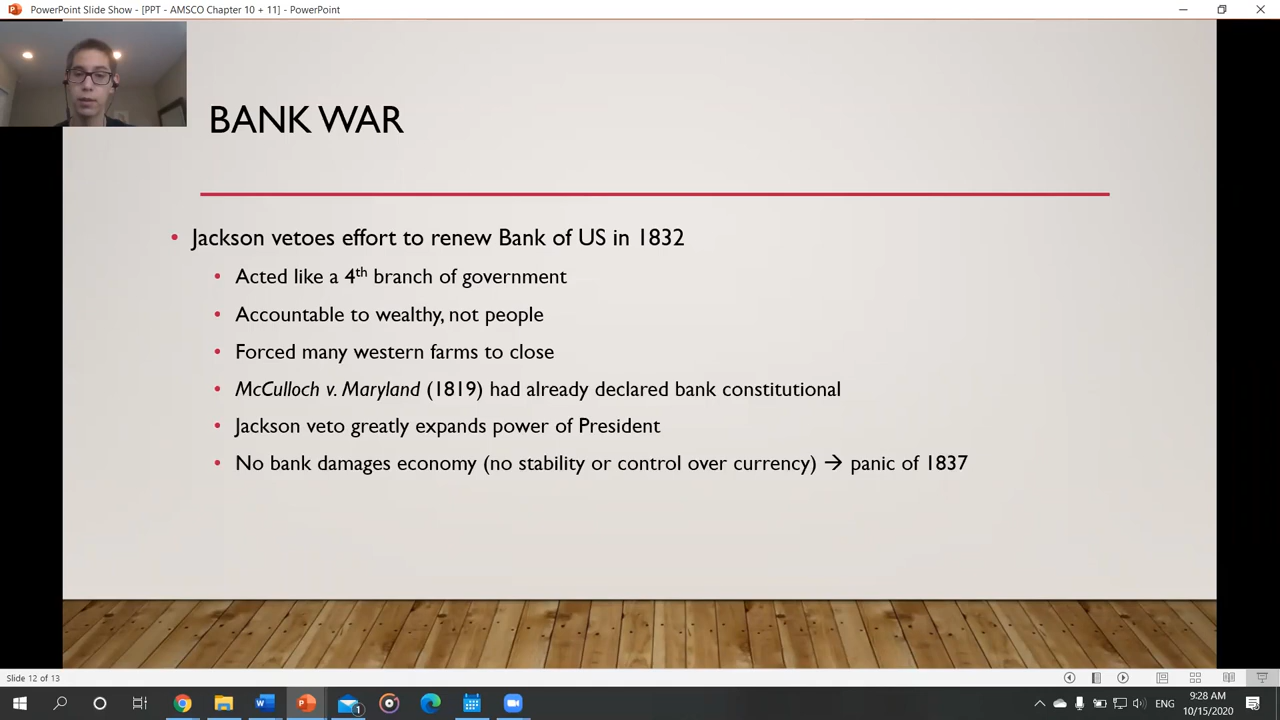 PowerPoint Slide Show - [PPT - AMSCO Chapter 10 + 11] - PowerPoint
BANK WAR
• Jackson vetoes effort to renew Bank of US in 1832
• Acted like a 4th branch of government
• Accountable to wealthy, not people
• Forced many western farms to close
• McCulloch v. Maryland (1819) had already declared bank constitutional
• Jackson veto greatly expands power of President
• No bank damages economy (no stability or control over currency) → panic of 1837
Slide 12 of 13
1
ENG
9:28 AM
10/15/2020